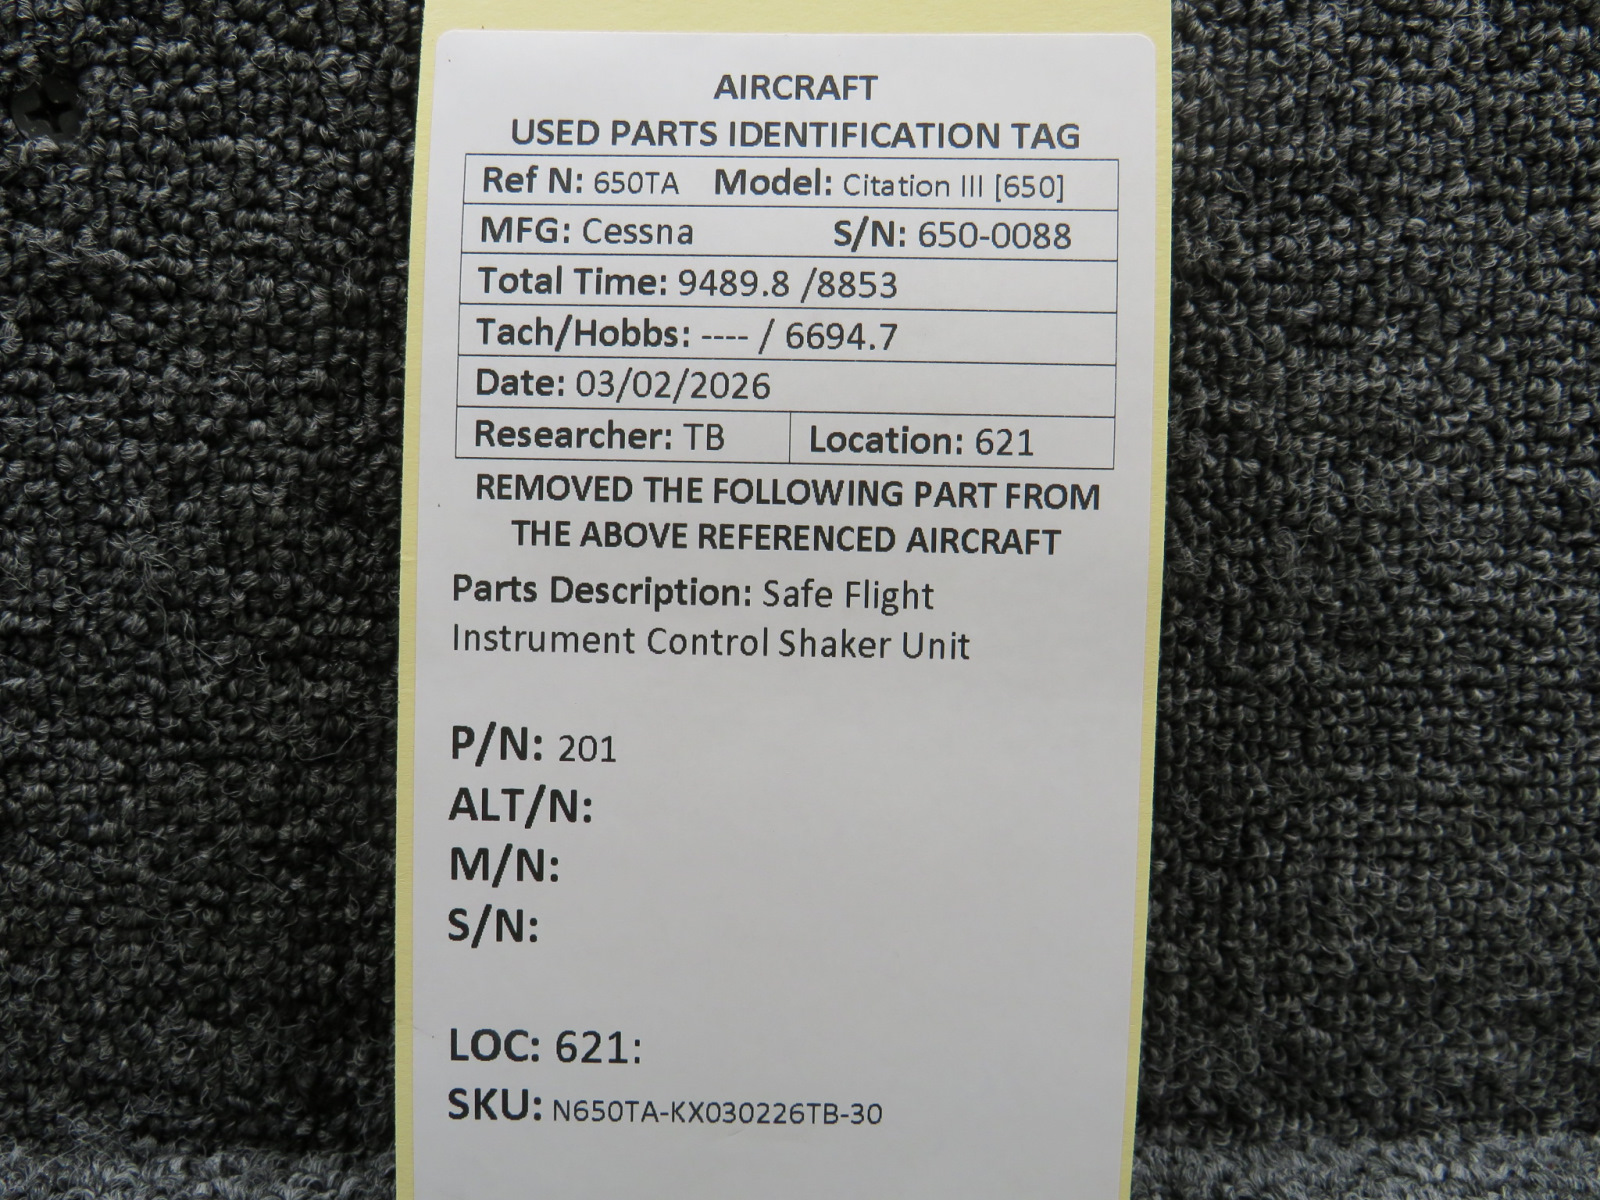 AIRCRAFT
USED PARTS IDENTIFICATION TAG
Ref N: 650TA Model: Citation III [650]
MFG: Cessna S/N: 650-0088
Total Time: 9489.8 /8853
Tach/Hobbs: ---- / 6694.7
Date: 03/02/2026
Researcher: TB Location: 621
REMOVED THE FOLLOWING PART FROM
THE ABOVE REFERENCED AIRCRAFT
Parts Description: Safe Flight
Instrument Control Shaker Unit
P/N: 201
ALT/N:
M/N:
S/N:
LOC: 621:
SKU: N650TA-KX030226TB-30